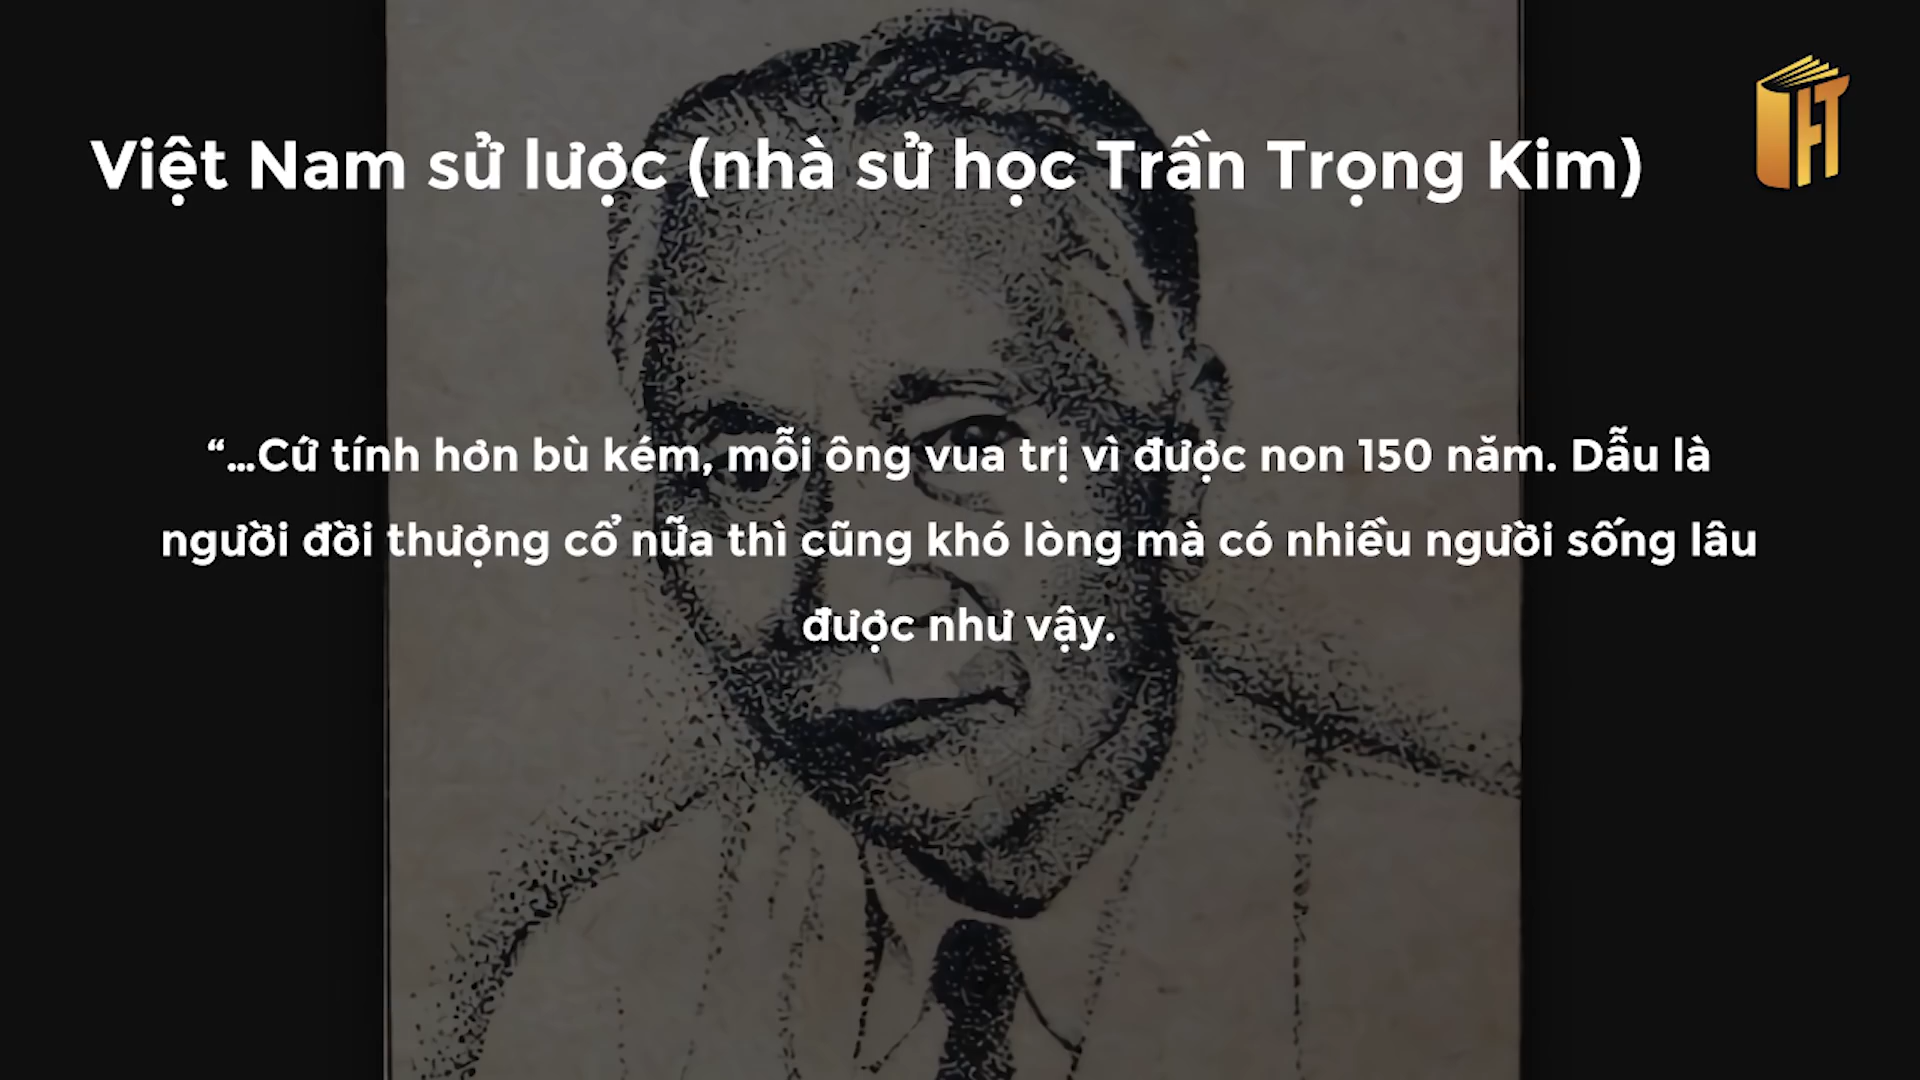 Việt Nam sử lược (nhà sử học Trần Trọng Kim)
“...Cứ tính hơn bù kém, mỗi ông vua trị vì được non 150 năm. Dẫu là
người đời thượng cổ nữa thì cũng khó lòng mà có nhiều người sống lâu
được như vậy.